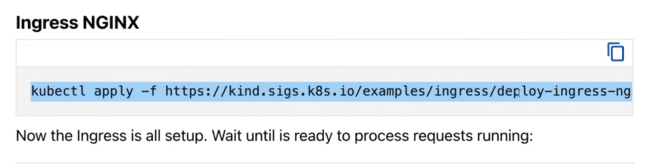 Ingress NGINX
kubectl apply -f https://kind.sigs.k8s.io/examples/ingress/deploy-ingress-ng
Now the Ingress is all setup. Wait until is ready to process requests running: